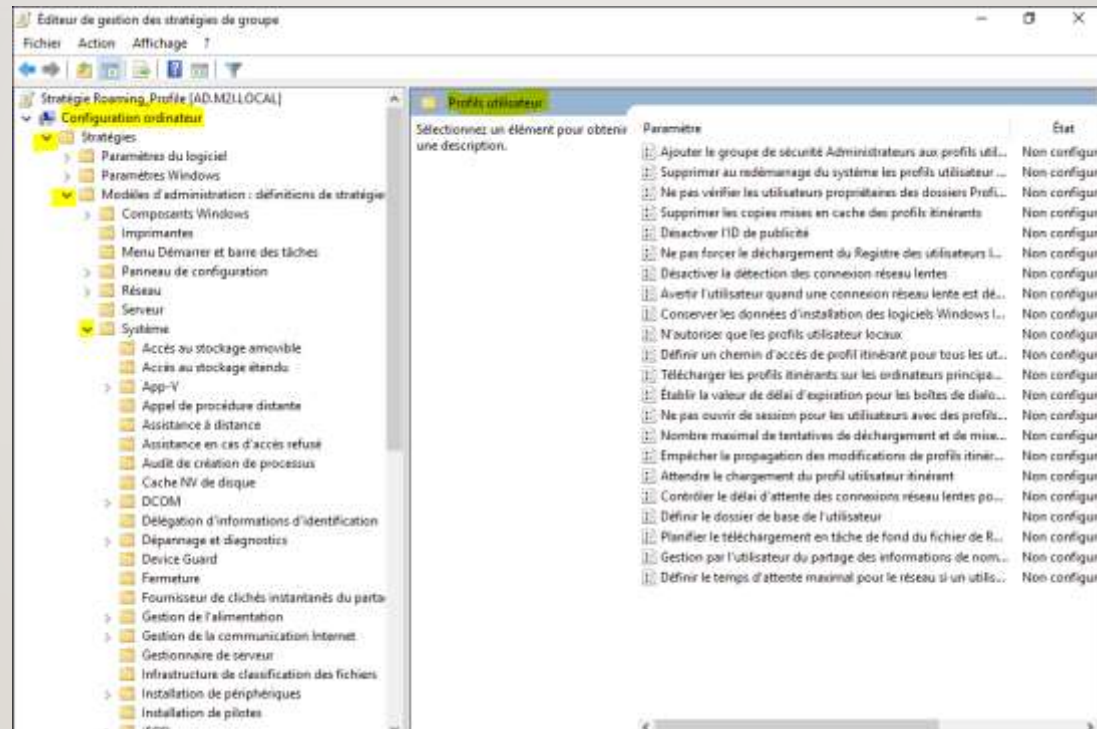 Éditeur de gestion des stratégies de groupe
Fichier Action Affichage ?
Stratégie Roaming_Profile [AD.M2I.LOCAL]
Configuration ordinateur
Stratégies
Paramètres du logiciel
Paramètres Windows
Modèles d'administration : définitions de stratégie
Composants Windows
Imprimantes
Menu Démarrer et barre des tâches
Panneau de configuration
Réseau
Serveur
Système
Accès au stockage amovible
Accès au stockage étendu
App-V
Appel de procédure distante
Assistance à distance
Assistance en cas d'accès refusé
Audit de création de processus
Cache NV de disque
DCOM
Délégation d'informations d'identification
Dépannage et diagnostics
Device Guard
Fermeture
Fournisseur de clichés instantanés du parta
Gestion de l'alimentation
Gestion de la communication Internet
Gestionnaire de serveur
Infrastructure de classification des fichiers
Installation de périphériques
Installation de pilotes
Profils utilisateur
Sélectionnez un élément pour obtenir
une description.
Paramètre État
Ajouter le groupe de sécurité Administrateurs aux profils util... Non configur
Supprimer au redémarrage du système les profils utilisateur ... Non configur
Ne pas vérifier les utilisateurs propriétaires des dossiers Profi... Non configur
Supprimer les copies mises en cache des profils itinérants Non configur
Désactiver l'ID de publicité Non configur
Ne pas forcer le déchargement du Registre des utilisateurs l... Non configur
Désactiver la détection des connexion réseau lentes Non configur
Avertir l'utilisateur quand une connexion réseau lente est dé... Non configur
Conserver les données d'installation des logiciels Windows I... Non configur
N'autoriser que les profils utilisateur locaux Non configur
Définir un chemin d'accès de profil itinérant pour tous les ut... Non configur
Télécharger les profils itinérants sur les ordinateurs principa... Non configur
Établir la valeur de délai d'expiration pour les boîtes de dialo... Non configur
Ne pas ouvrir de session pour les utilisateurs avec des profils... Non configur
Nombre maximal de tentatives de déchargement et de mise... Non configur
Empêcher la propagation des modifications de profils itinér... Non configur
Attendre le chargement du profil utilisateur itinérant Non configur
Contrôler le délai d'attente des connexions réseau lentes po... Non configur
Définir le dossier de base de l'utilisateur Non configur
Planifier le téléchargement en tâche de fond du fichier de R... Non configur
Gestion par l'utilisateur du partage des informations de nom... Non configur
Définir le temps d'attente maximal pour le réseau si un utilis... Non configur